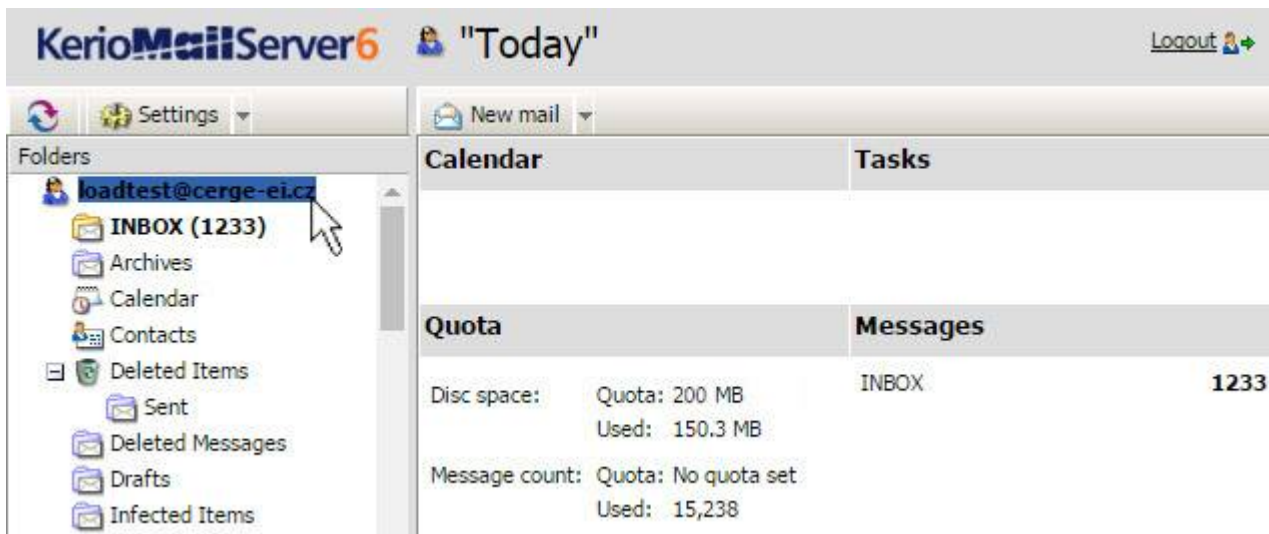 KerioMailServer6 "Today" Logout
Settings New mail
Folders
loadtest@cerge-ei.cz
INBOX (1233)
Archives
Calendar
Contacts
Deleted Items
Sent
Deleted Messages
Drafts
Infected Items
Calendar Tasks
Quota Messages
Disc space: Quota: 200 MB INBOX 1233
Used: 150.3 MB
Message count: Quota: No quota set
Used: 15,238